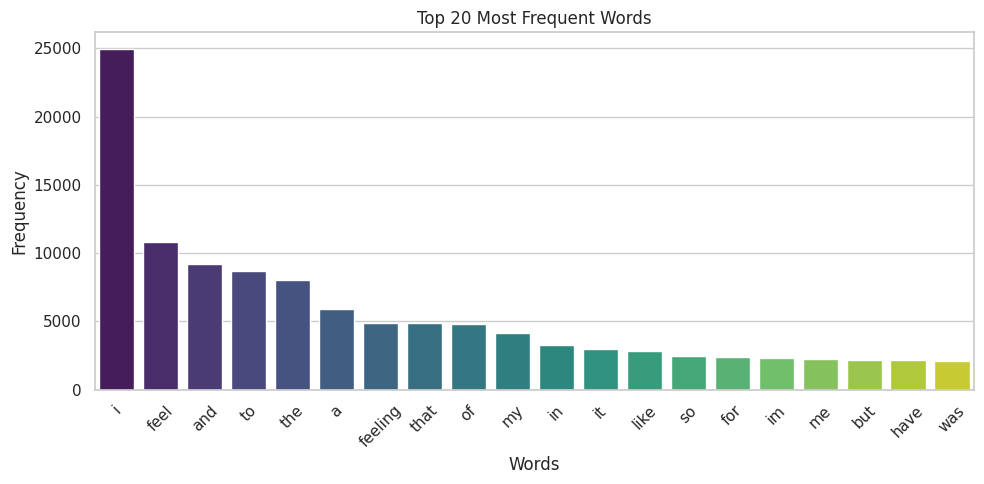 Top 20 Most Frequent Words
25000
20000
15000
10000
5000
0
Frequency
i
feel
and
to
the
a
feeling
that
of
my
in
it
like
so
for
im
me
but
have
was
Words